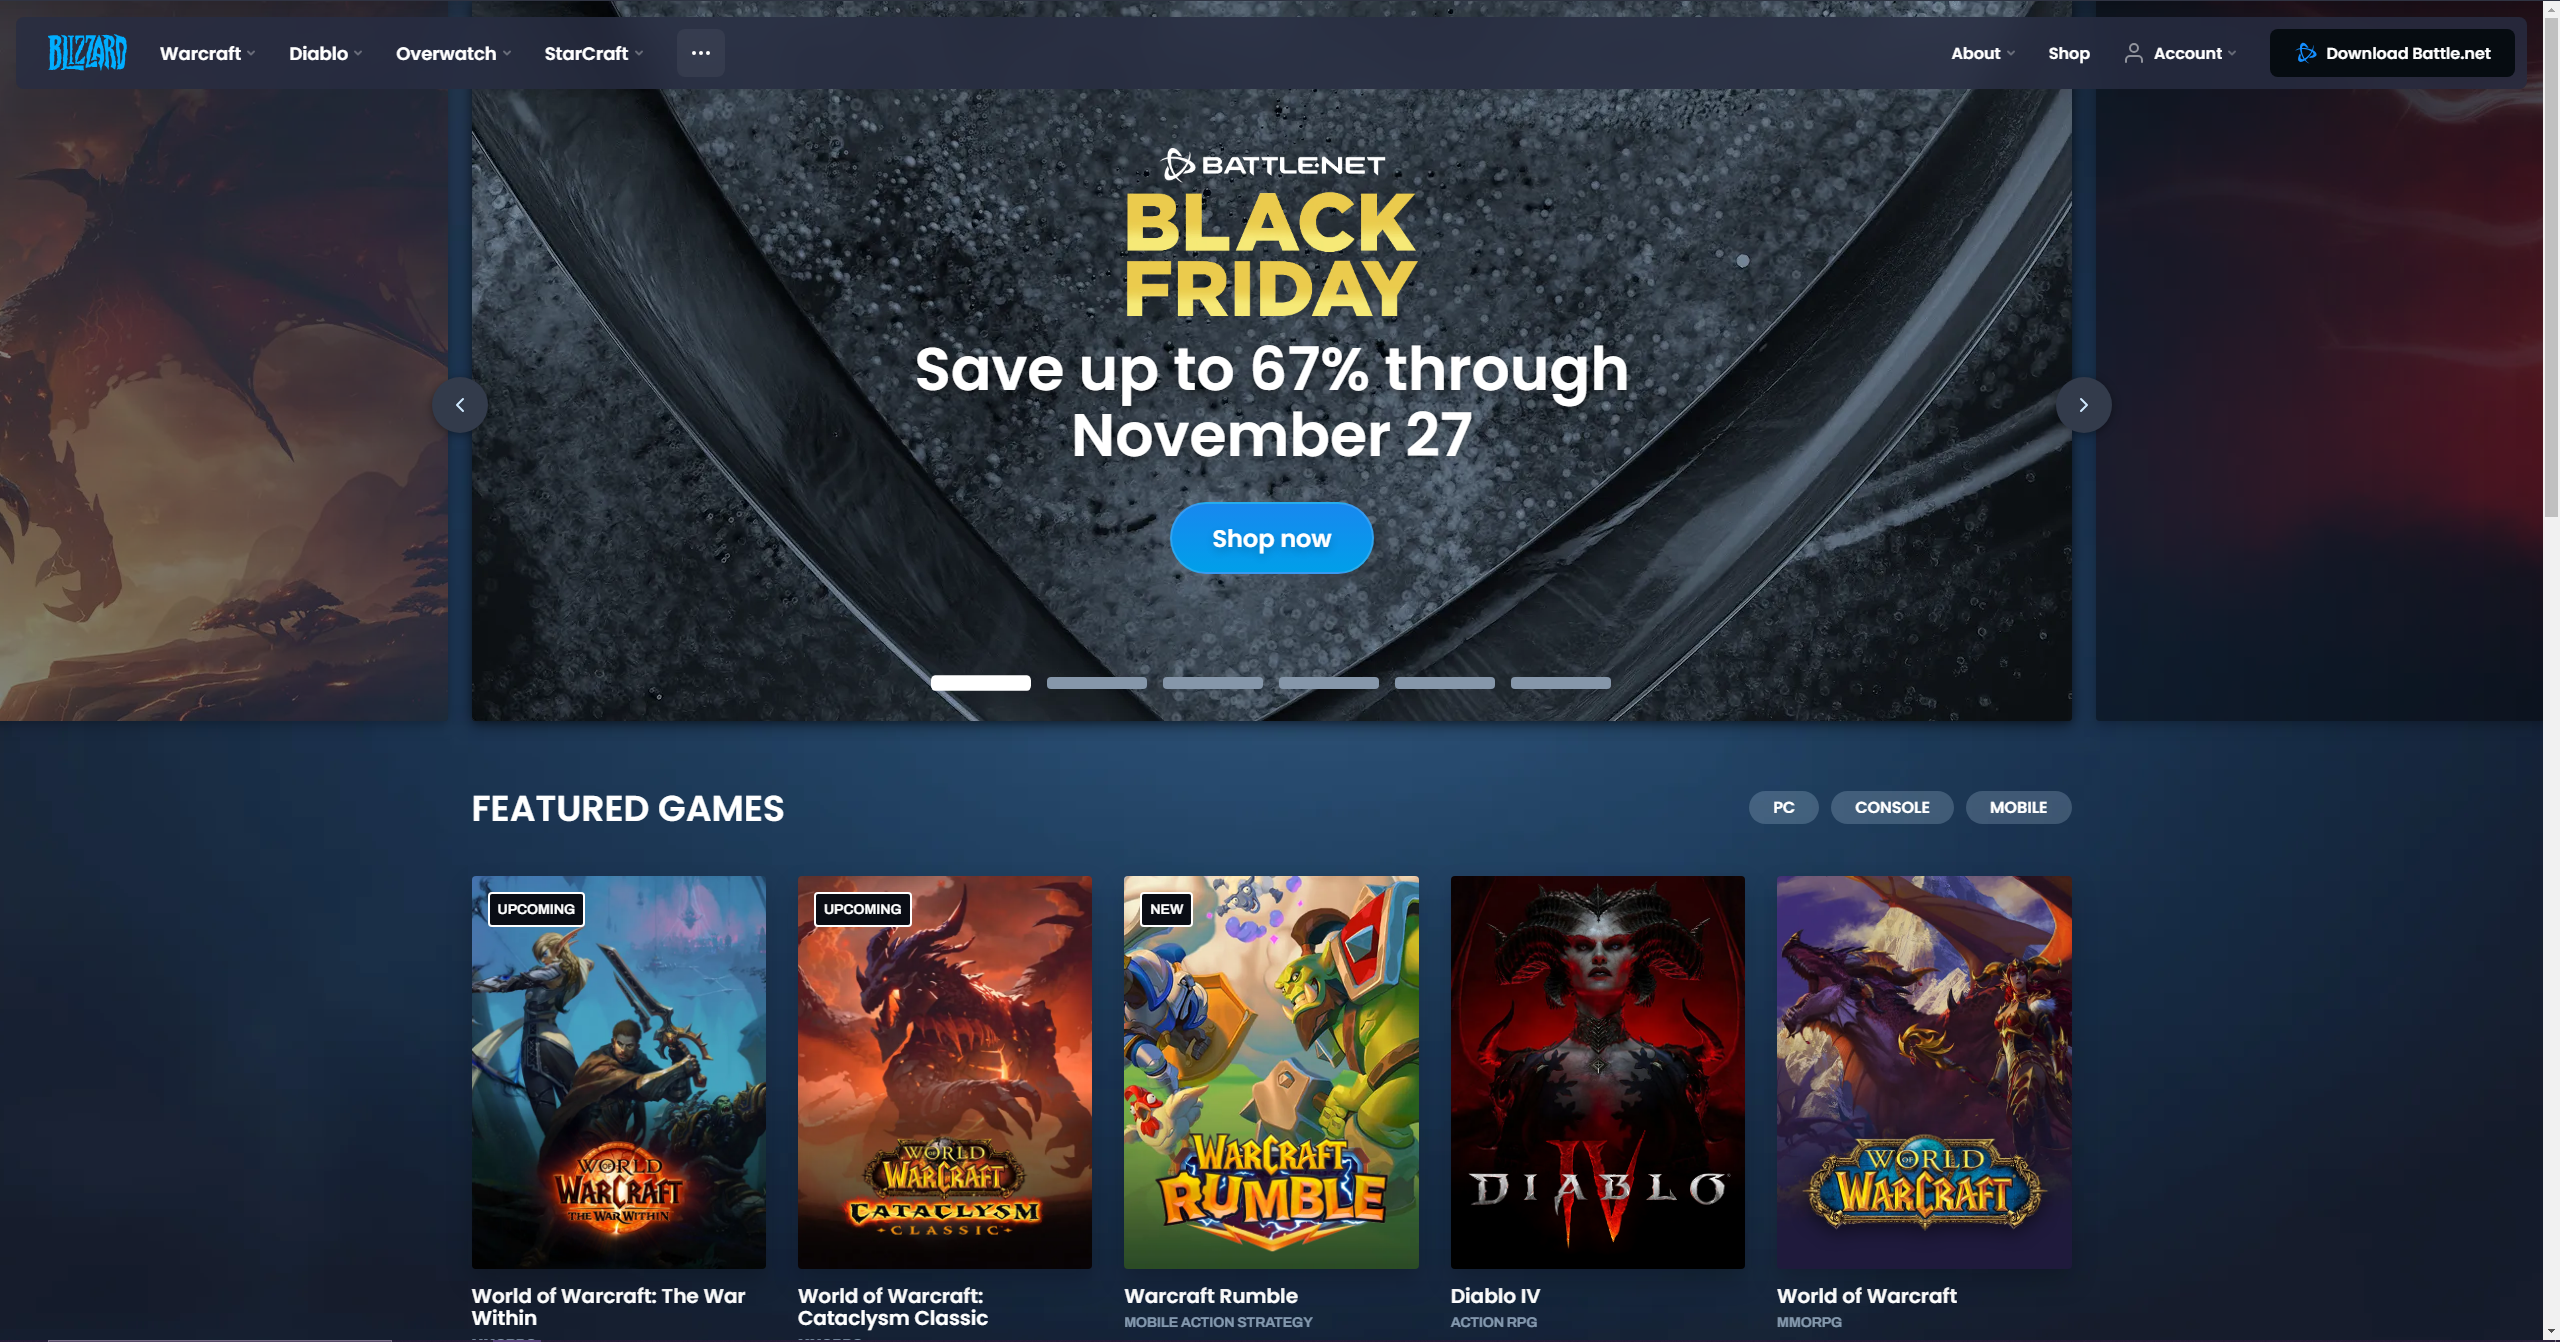 BLIZZARD
Warcraft
Diablo
Overwatch
StarCraft
About
Shop
Account
Download Battle.net
BATTLE.NET
BLACK
FRIDAY
Save up to 67% through
November 27
Shop now
FEATURED GAMES
PC
CONSOLE
MOBILE
UPCOMING
WORLD
OF
WARCRAFT
THE WAR WITHIN
UPCOMING
WORLD
OF
WARCRAFT
CATACLYSM
CLASSIC
NEW
WARCRAFT
RUMBLE
DIABLO
IV
WORLD
OF
WARCRAFT
World of Warcraft: The War
Within
World of Warcraft:
Cataclysm Classic
Warcraft Rumble
MOBILE ACTION STRATEGY
Diablo IV
ACTION RPG
World of Warcraft
MMORPG